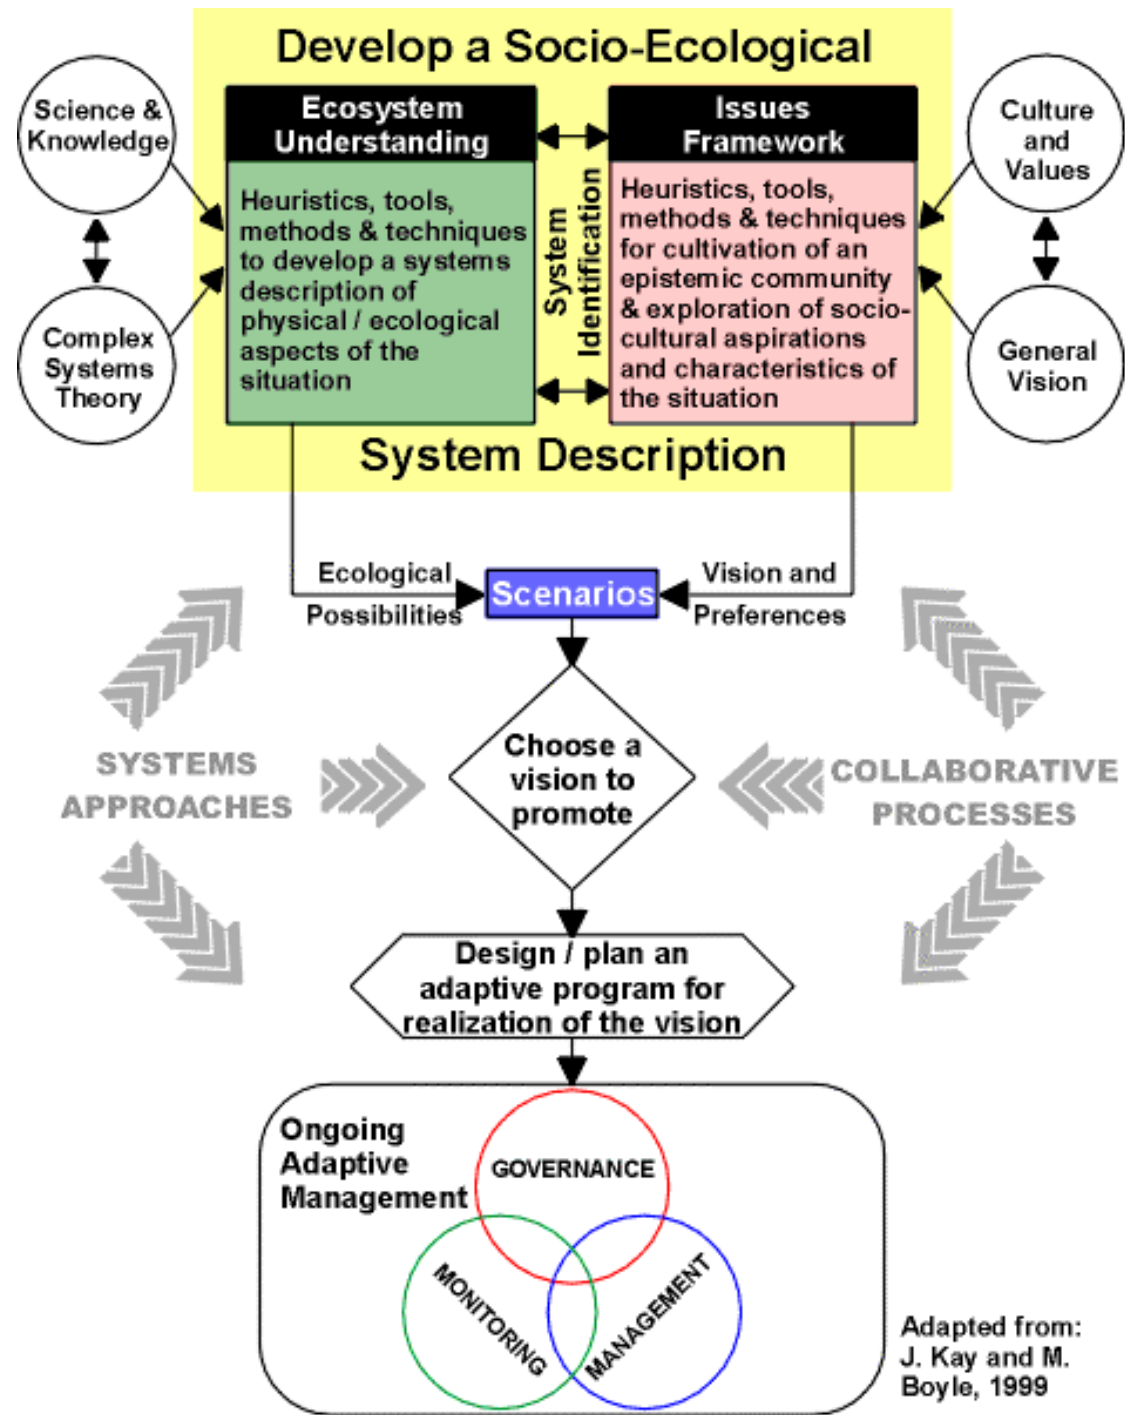 Develop a Socio-Ecological
Science &
Knowledge
Complex
Systems
Theory
Ecosystem
Understanding
Heuristics, tools,
methods & techniques
to develop a systems
description of
physical / ecological
aspects of the
situation
System
Identification
Issues
Framework
Heuristics, tools,
methods & techniques
for cultivation of an
epistemic community
& exploration of socio-
cultural aspirations
and characteristics of
the situation
Culture
and
Values
General
Vision
System Description
Ecological
Possibilities
Scenarios
Vision and
Preferences
SYSTEMS
APPROACHES
Choose a
vision to
promote
COLLABORATIVE
PROCESSES
Design / plan an
adaptive program for
realization of the vision
Ongoing
Adaptive
Management
GOVERNANCE
MONITORING
MANAGEMENT
Adapted from:
J. Kay and M.
Boyle, 1999